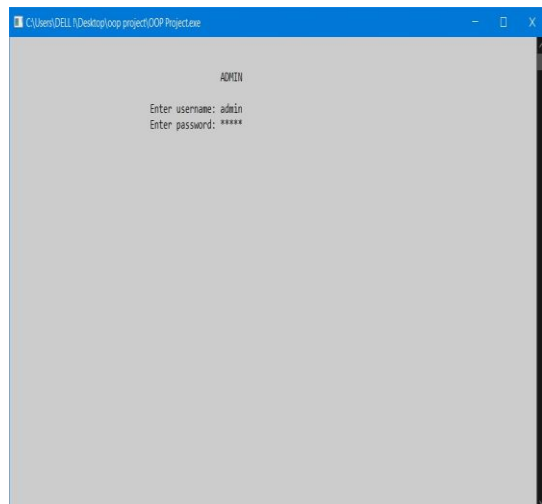 C:\Users\DELL !\Desktop\oop project\OOP Project.exe
ADMIN
Enter username: admin
Enter password: *****